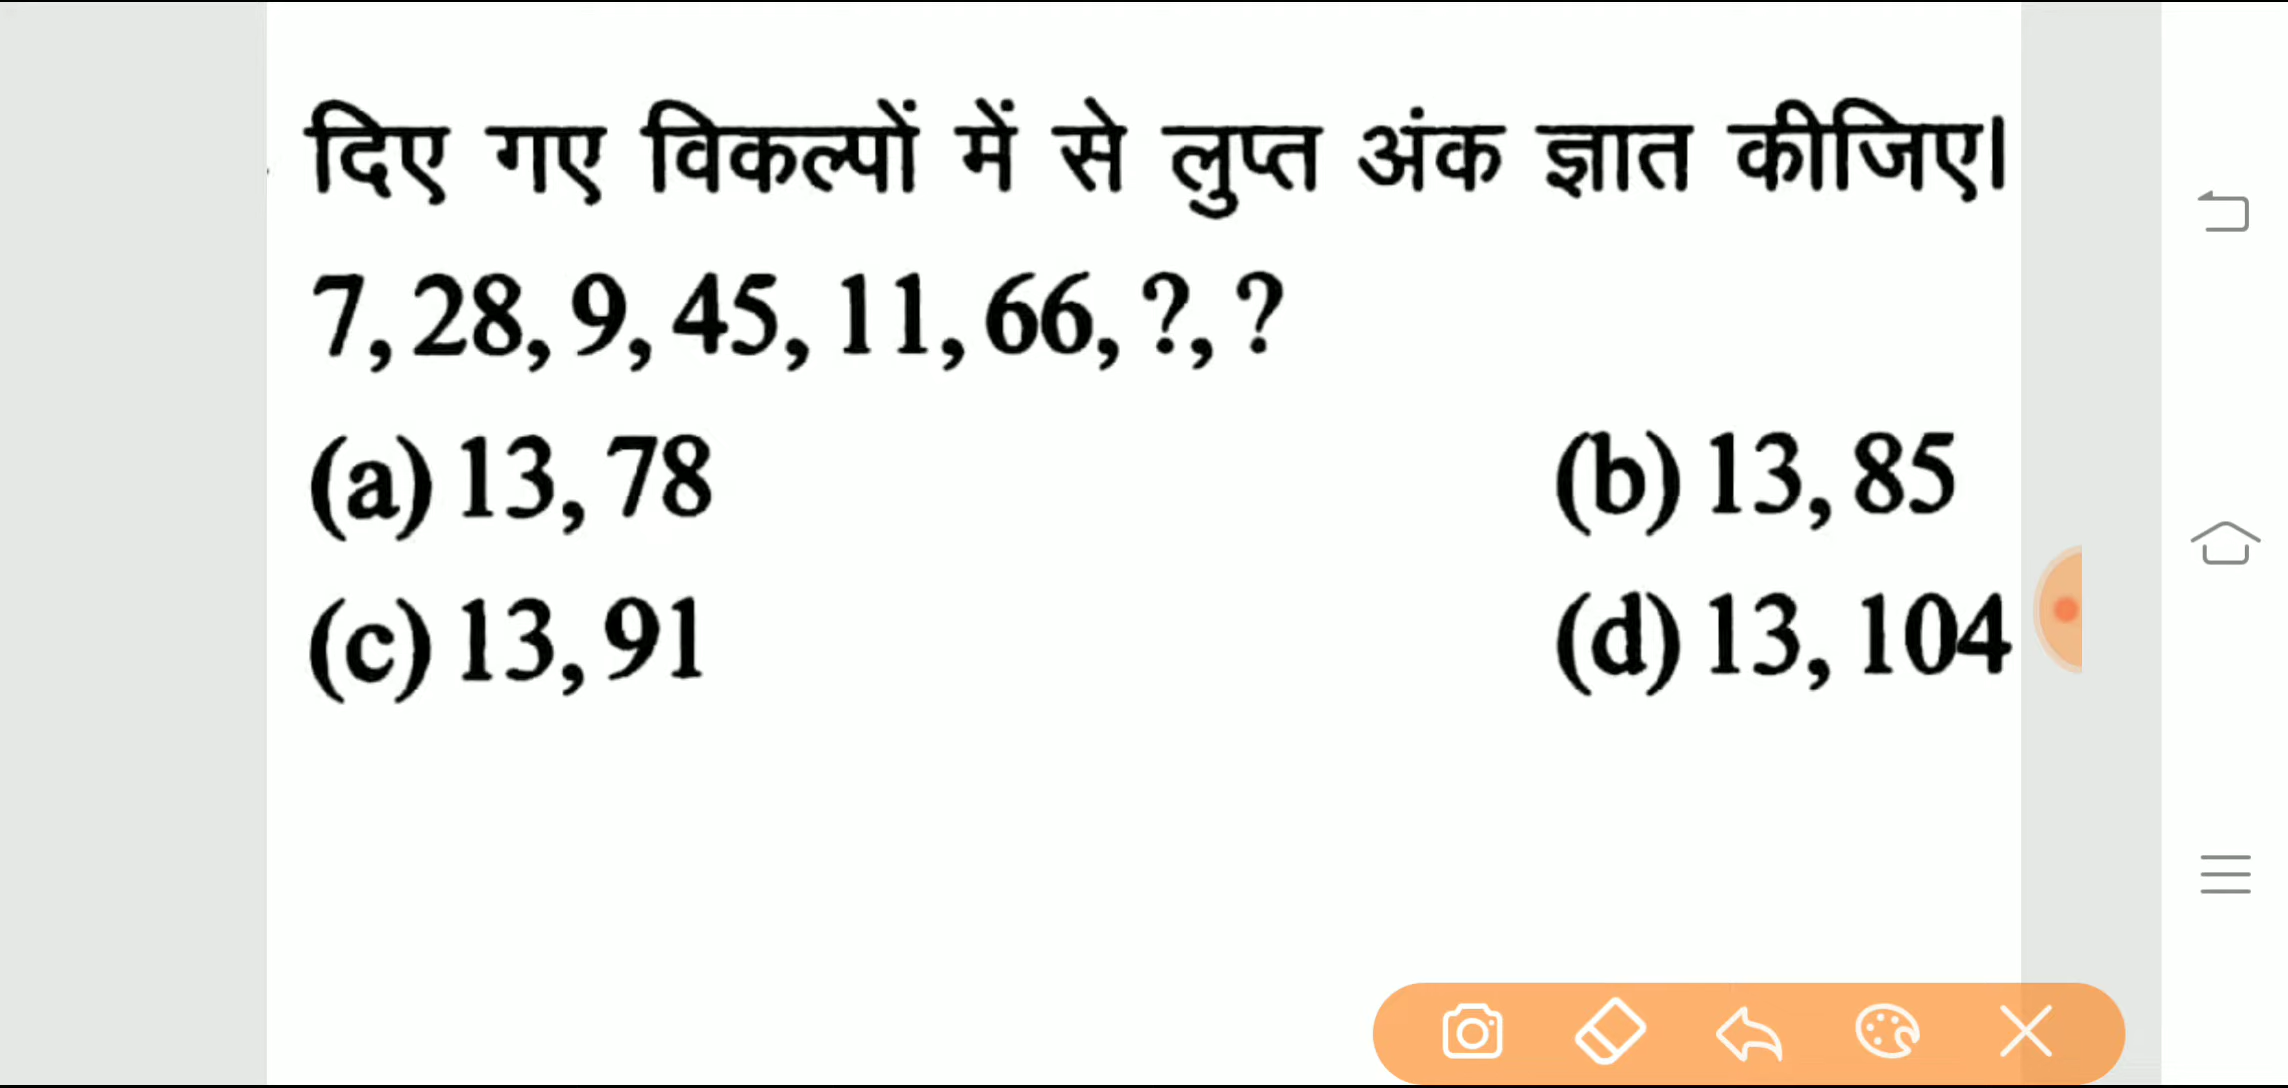 दिए गए विकल्पों में से लुप्त अंक ज्ञात कीजिए।
7, 28, 9, 45, 11, 66, ?, ?
(a) 13, 78 (b) 13, 85
(c) 13, 91 (d) 13, 104